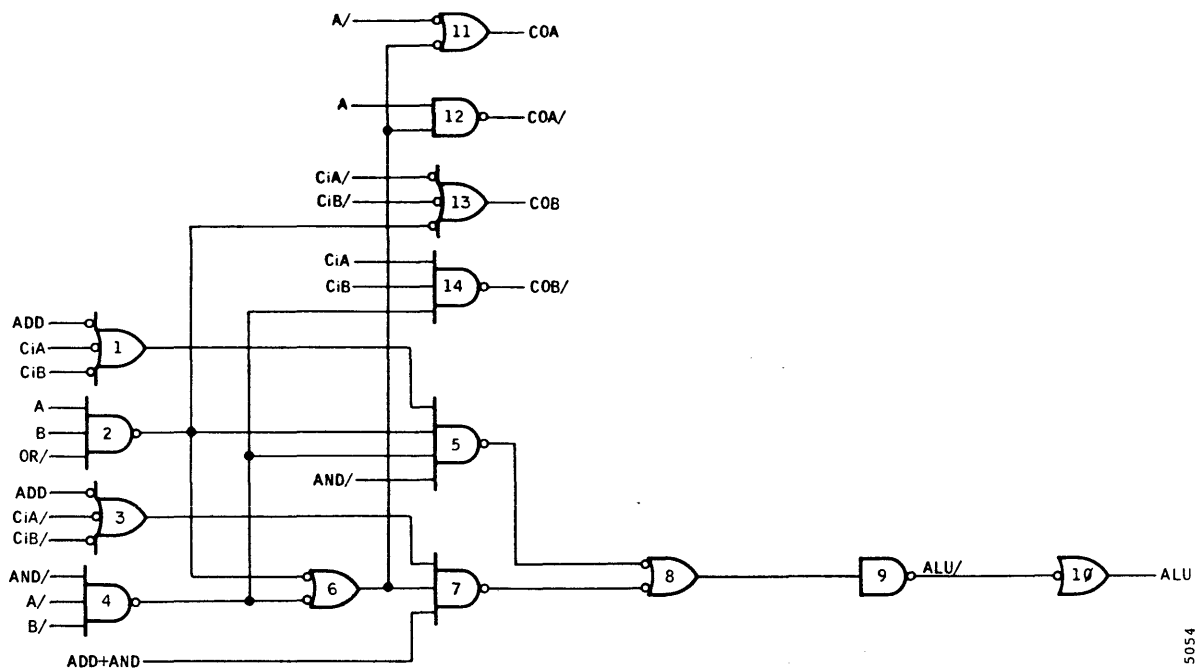 A/
11
COA
A
12
COA/
CiA/
CiB/
13
COB
CiA
CiB
14
COB/
ADD
CiA
CiB
1
A
B
OR/
2
5
AND/
ADD
CiA/
CiB/
3
AND/
A/
B/
4
6
7
8
9
ALU/
10
ALU
ADD+AND
5054